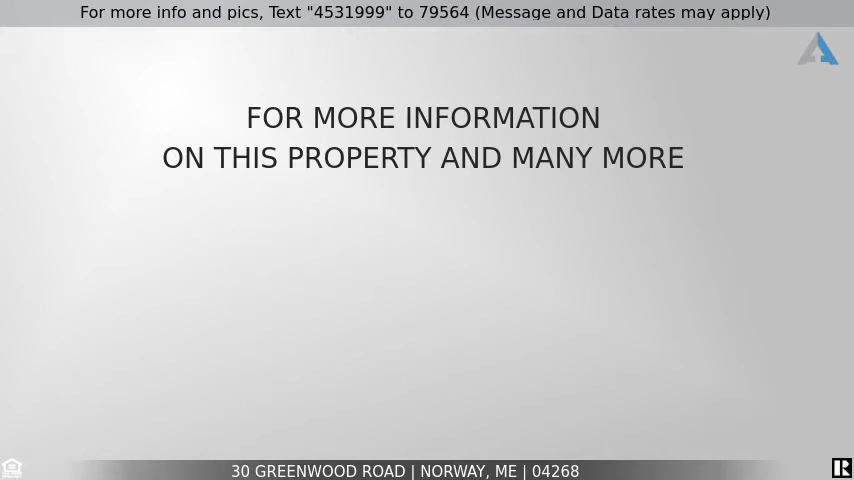 For more info and pics, Text "4531999" to 79564 (Message and Data rates may apply)
FOR MORE INFORMATION
ON THIS PROPERTY AND MANY MORE
30 GREENWOOD ROAD | NORWAY, ME | 04268